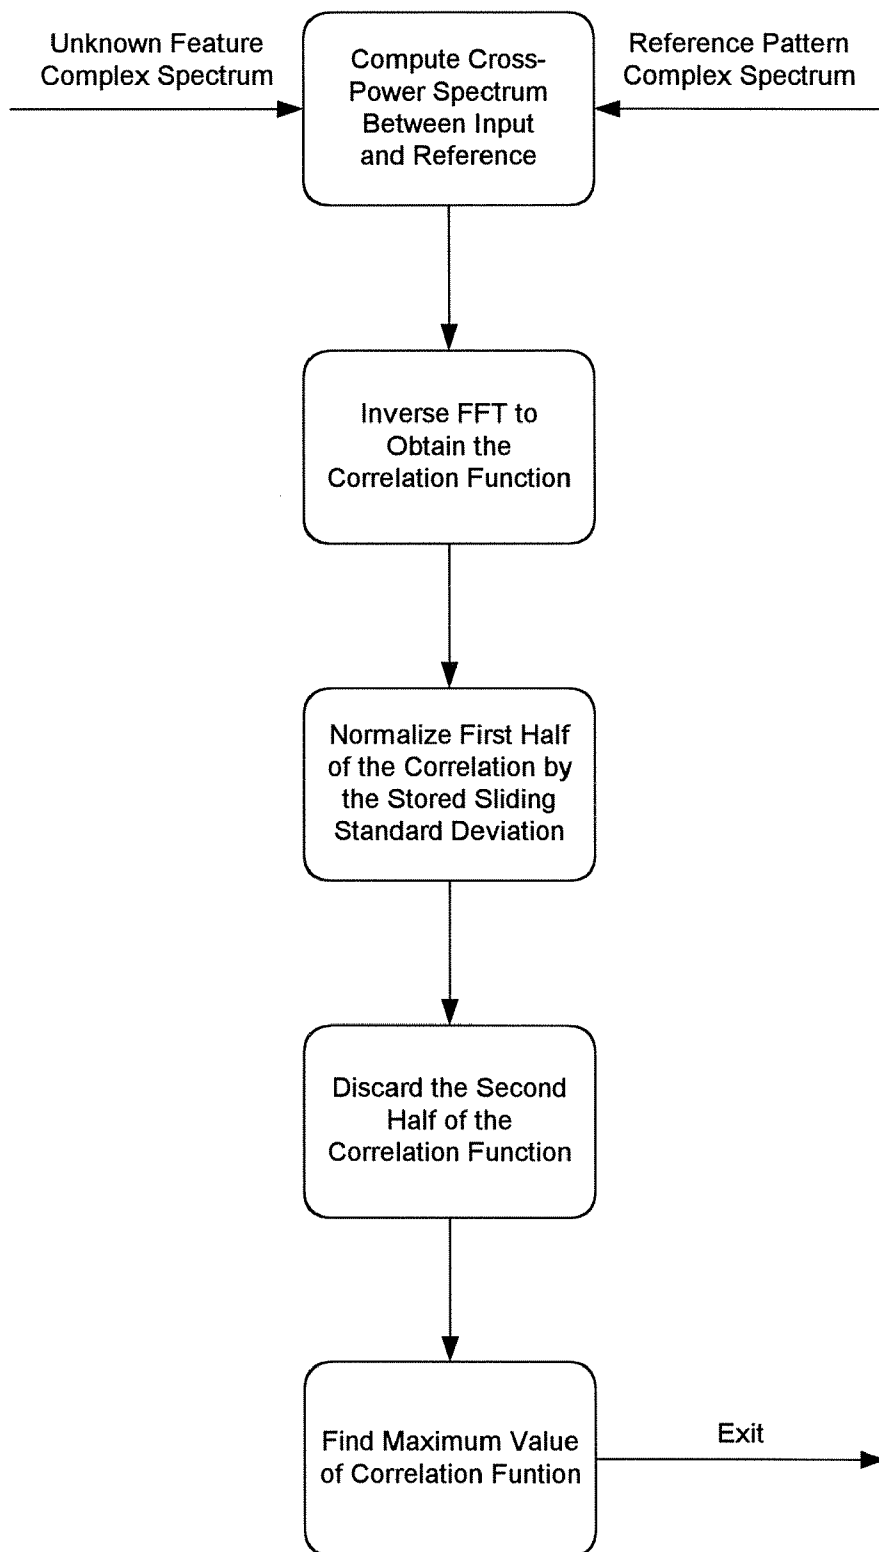 Unknown Feature
Complex Spectrum
Compute Cross-
Power Spectrum
Between Input
and Reference
Reference Pattern
Complex Spectrum
Inverse FFT to
Obtain the
Correlation Function
Normalize First Half
of the Correlation by
the Stored Sliding
Standard Deviation
Discard the Second
Half of the
Correlation Function
Find Maximum Value
of Correlation Funtion
Exit